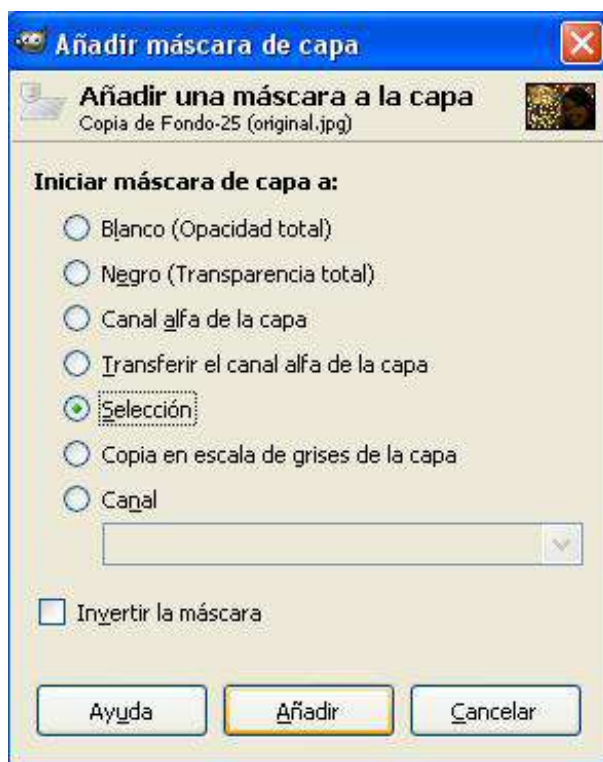 Añadir máscara de capa
Añadir una máscara a la capa
Copia de Fondo-25 (original.jpg)
Iniciar máscara de capa a:
Blanco (Opacidad total)
Negro (Transparencia total)
Canal alfa de la capa
Transferir el canal alfa de la capa
Selección
Copia en escala de grises de la capa
Canal
Invertir la máscara
Ayuda Añadir Cancelar